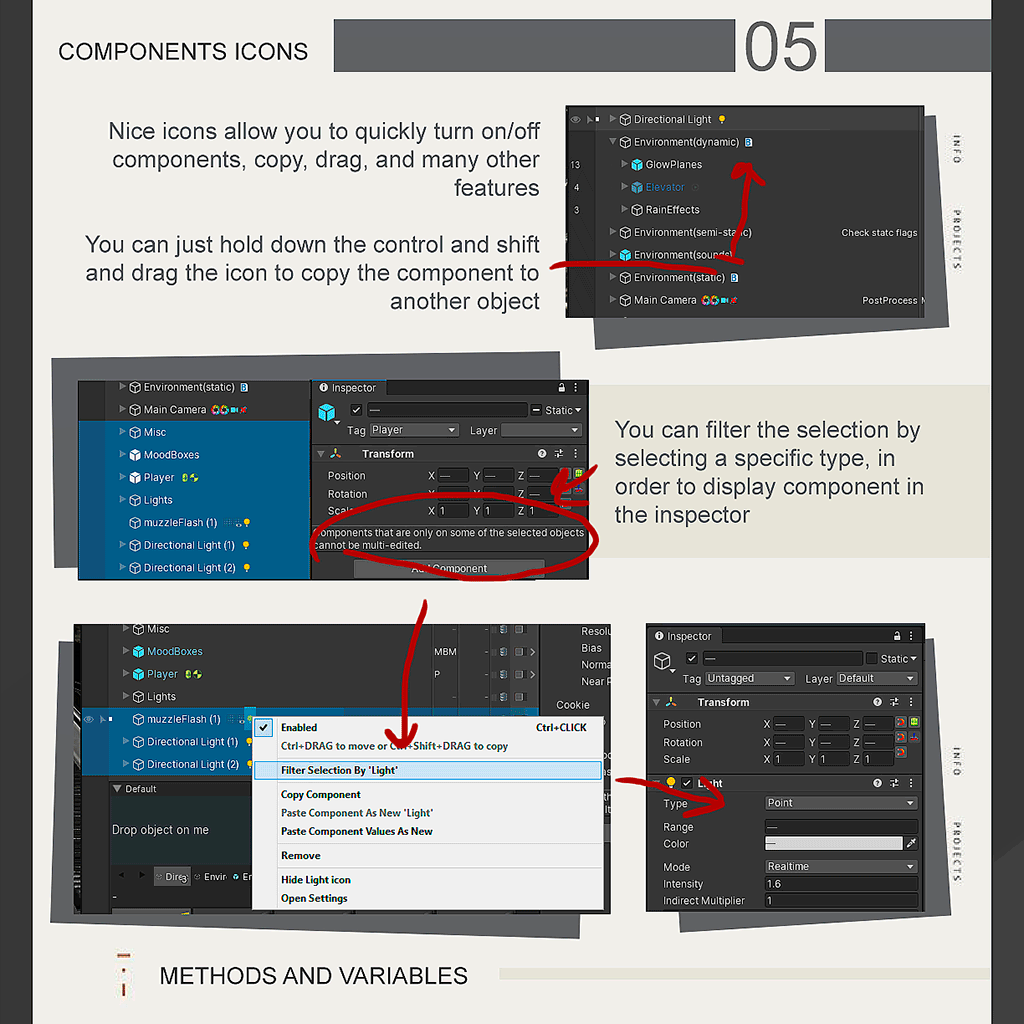 COMPONENTS ICONS
05
Nice icons allow you to quickly turn on/off
components, copy, drag, and many other
features
You can just hold down the control and shift
and drag the icon to copy the component to
another object
Directional Light
Environment(dynamic)
13 GlowPlanes
4 Elevator
3 RainEffects
Environment(semi-static)
Check statc flags
Environment(sounds)
Environment(static)
Main Camera
PostProcess
INFO
PROJECTS
Environment(static)
Main Camera
Misc
MoodBoxes
Player
Lights
muzzleFlash (1)
Directional Light (1)
Directional Light (2)
Inspector
— Static
Tag Player Layer
Transform
Position X — Y — Z —
Rotation X — Y — Z —
Scale X 1 Y 1 Z 1
Components that are only on some of the selected objects
cannot be multi-edited.
Add Component
You can filter the selection by
selecting a specific type, in
order to display component in
the inspector
Misc
MoodBoxes MBM
Player P
Lights
muzzleFlash (1)
Directional Light (1)
Directional Light (2)
Default
Drop object on me
Bias
Cookie
Enabled Ctrl+CLICK
Ctrl+DRAG to move or Ctrl+Shift+DRAG to copy
Filter Selection By 'Light'
Copy Component
Paste Component As New 'Light'
Paste Component Values As New
Remove
Hide Light icon
Open Settings
Inspector
— Static
Tag Untagged Layer Default
Transform
Position X — Y — Z —
Rotation X — Y — Z —
Scale X 1 Y 1 Z 1
Light
Type Point
Range —
Color —
Mode Realtime
Intensity 1.6
Indirect Multiplier 1
INFO
PROJECTS
METHODS AND VARIABLES